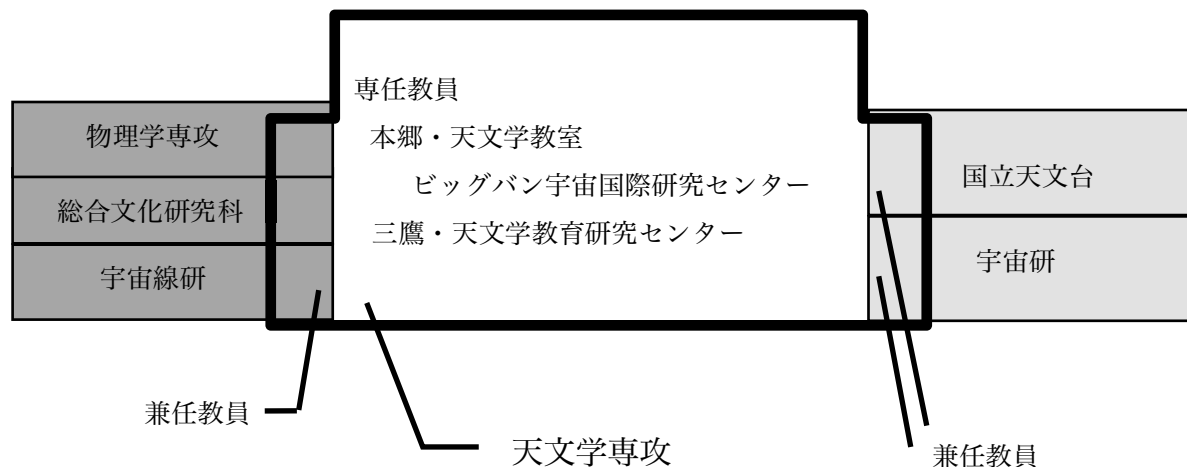 専任教員
本郷・天文学教室
ビッグバン宇宙国際研究センター
三鷹・天文学教育研究センター
物理学専攻
総合文化研究科
宇宙線研
国立天文台
宇宙研
兼任教員
天文学専攻
兼任教員